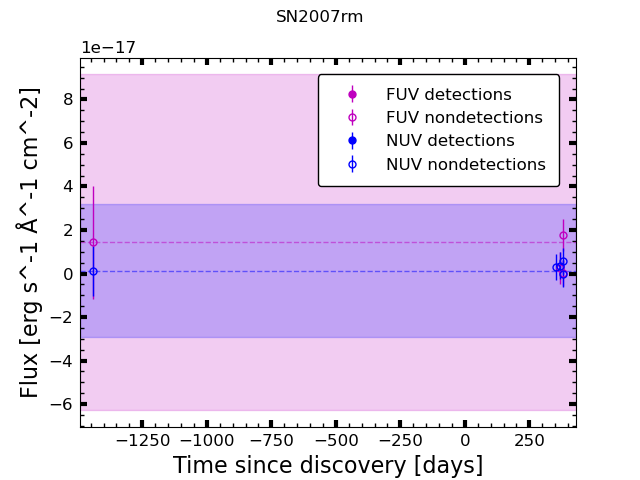 SN2007rm
1e−17
8
6
4
2
0
−2
−4
−6
Flux [erg s^-1 Å^-1 cm^-2]
FUV detections
FUV nondetections
NUV detections
NUV nondetections
−1250 −1000 −750 −500 −250 0 250
Time since discovery [days]